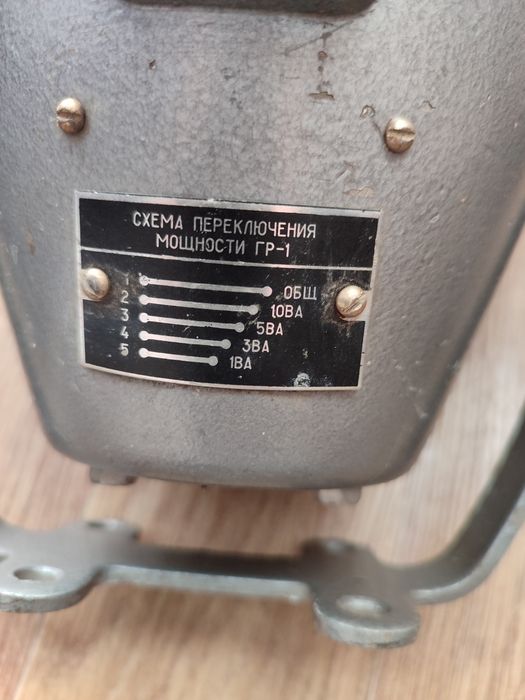 СХЕМА ПЕРЕКЛЮЧЕНИЯ
МОЩНОСТИ ГР-1
1 ОБЩ
2 10ВА
3 5ВА
4 3ВА
5 1ВА